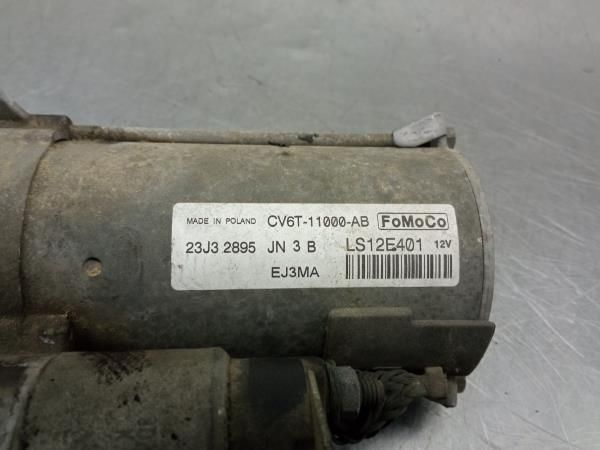 MADE IN POLAND CV6T-11000-AB FoMoCo
23J3 2895 JN 3 B LS12E401 12V
EJ3MA